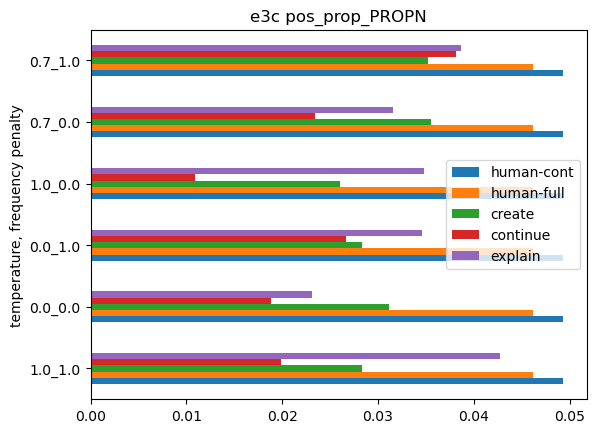 e3c pos_prop_PROPN
temperature, frequency penalty
0.7_1.0
0.7_0.0
1.0_0.0
0.0_1.0
0.0_0.0
1.0_1.0
human-cont
human-full
create
continue
explain
0.00 0.01 0.02 0.03 0.04 0.05